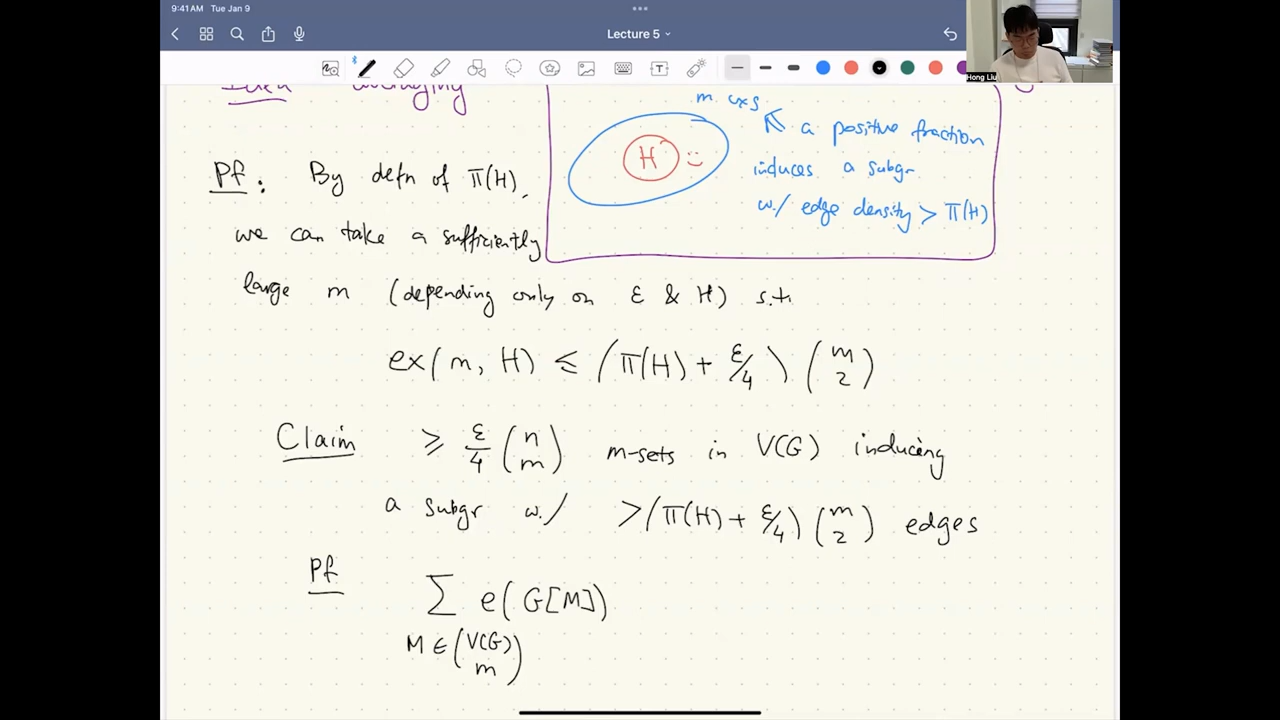 9:41AM Tue Jan 9
Lecture 5
Hong Liu
averaging
m vxs
H
a positive fraction
induces a subgr
w./ edge density > π(H)
Pf: By defn of π(H),
we can take a sufficiently
large m (depending only on ε & H) s.t.
ex(m, H) ≤ (π(H) + ε/4) (m 2)
Claim ≥ ε/4 (n m) m-sets in V(G) inducing
a subgr w./ > (π(H) + ε/4) (m 2) edges
Pf
∑ e(G[M])
M ∈ (V(G) m)